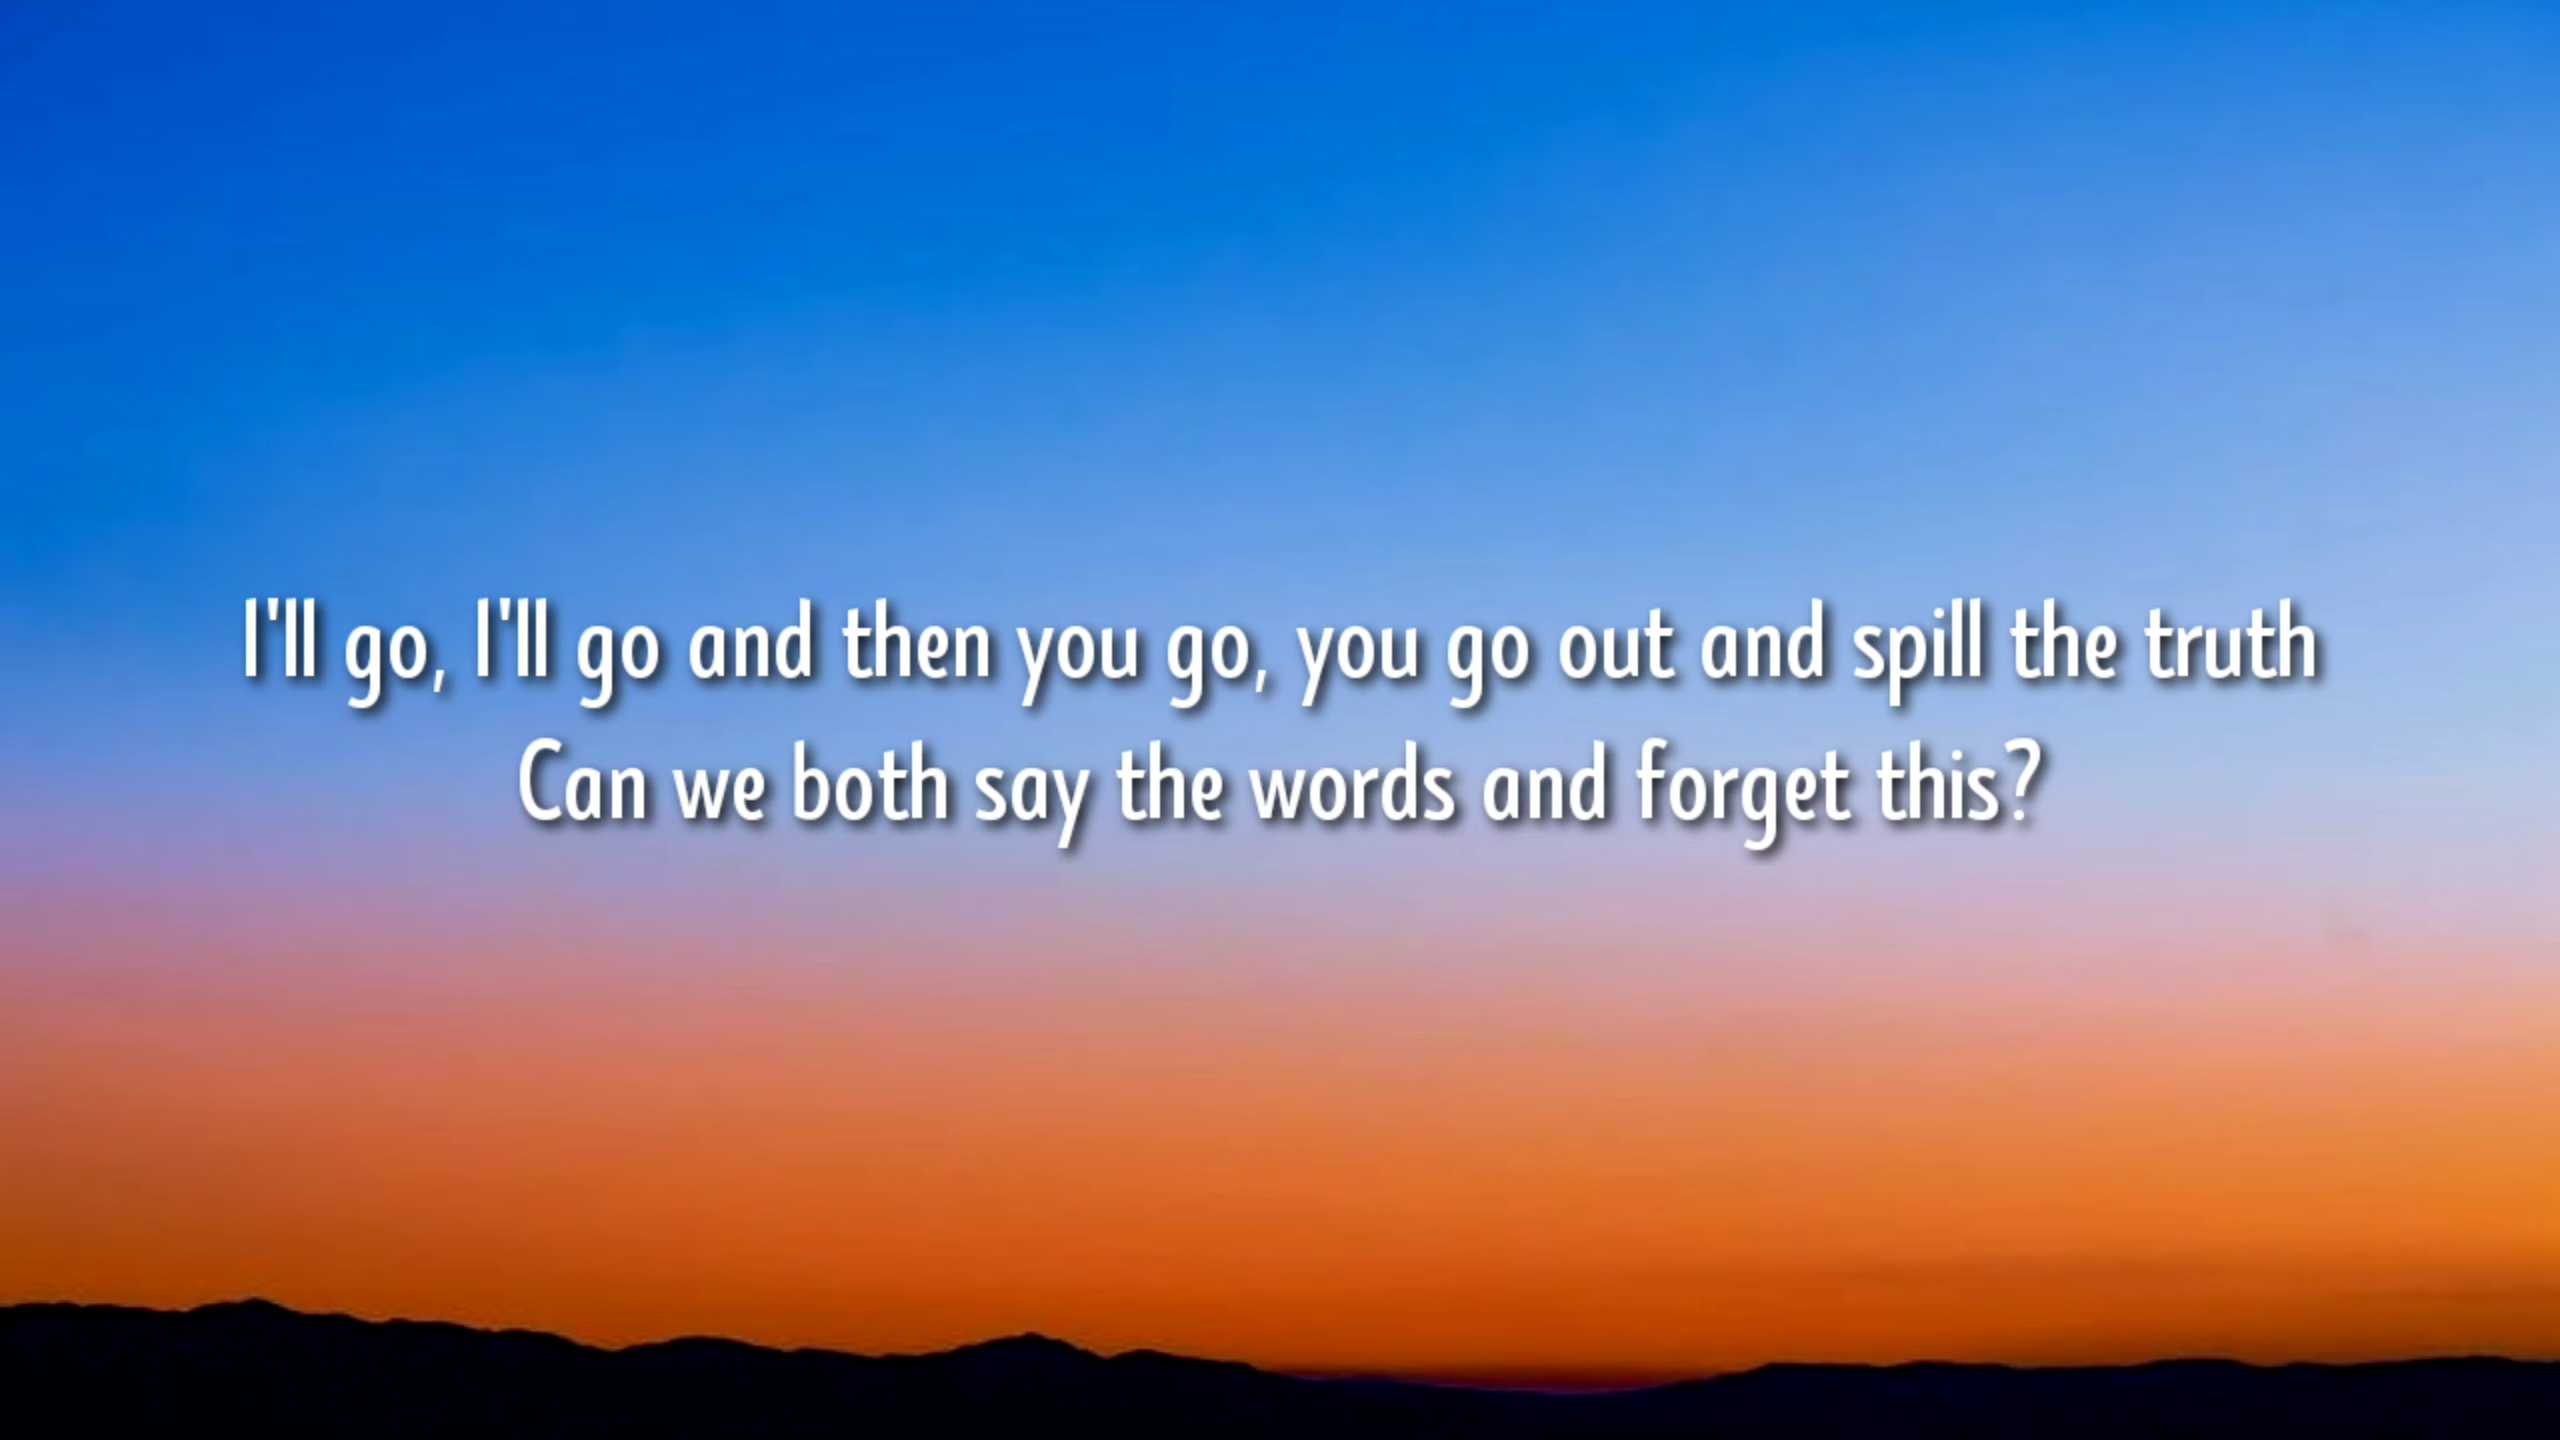 I'll go, I'll go and then you go, you go out and spill the truth
Can we both say the words and forget this?